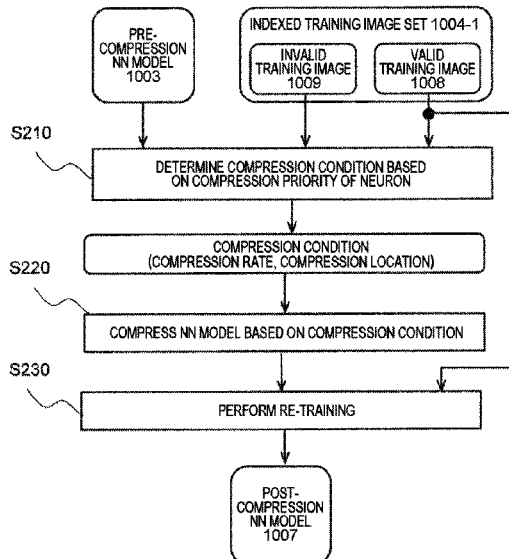 PRE-
COMPRESSION
NN MODEL
1003
INDEXED TRAINING IMAGE SET 1004-1
INVALID
TRAINING IMAGE
1009
VALID
TRAINING IMAGE
1008
S210
DETERMINE COMPRESSION CONDITION BASED
ON COMPRESSION PRIORITY OF NEURON
COMPRESSION CONDITION
(COMPRESSION RATE, COMPRESSION LOCATION)
S220
COMPRESS NN MODEL BASED ON COMPRESSION CONDITION
S230
PERFORM RE-TRAINING
POST-
COMPRESSION
NN MODEL
1007